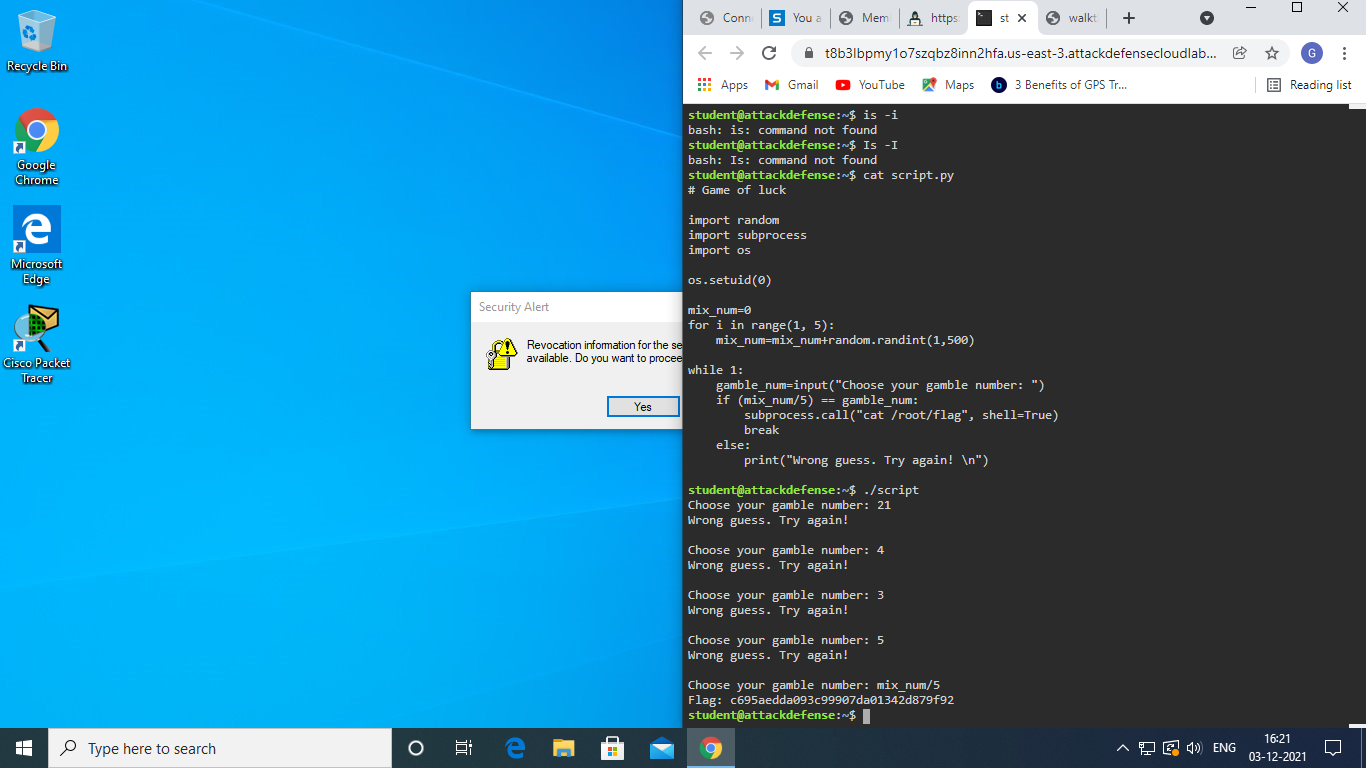 Recycle Bin
Google
Chrome
Microsoft
Edge
Cisco Packet
Tracer
Security Alert
Revocation information for the se
available. Do you want to procee
Yes
Conn
S You a
Mem
https
st
walkt
t8b3lbpmy1o7szqbz8inn2hfa.us-east-3.attackdefensecloudlab...
G
Apps Gmail YouTube Maps b 3 Benefits of GPS Tr... Reading list
student@attackdefense:~$ is -i
bash: is: command not found
student@attackdefense:~$ Is -I
bash: Is: command not found
student@attackdefense:~$ cat script.py
# Game of luck
import random
import subprocess
import os
os.setuid(0)
mix_num=0
for i in range(1, 5):
    mix_num=mix_num+random.randint(1,500)
while 1:
    gamble_num=input("Choose your gamble number: ")
    if (mix_num/5) == gamble_num:
        subprocess.call("cat /root/flag", shell=True)
        break
    else:
        print("Wrong guess. Try again! \n")
student@attackdefense:~$ ./script
Choose your gamble number: 21
Wrong guess. Try again!
Choose your gamble number: 4
Wrong guess. Try again!
Choose your gamble number: 3
Wrong guess. Try again!
Choose your gamble number: 5
Wrong guess. Try again!
Choose your gamble number: mix_num/5
Flag: c695aedda093c99907da01342d879f92
student@attackdefense:~$
Type here to search
ENG
16:21
03-12-2021